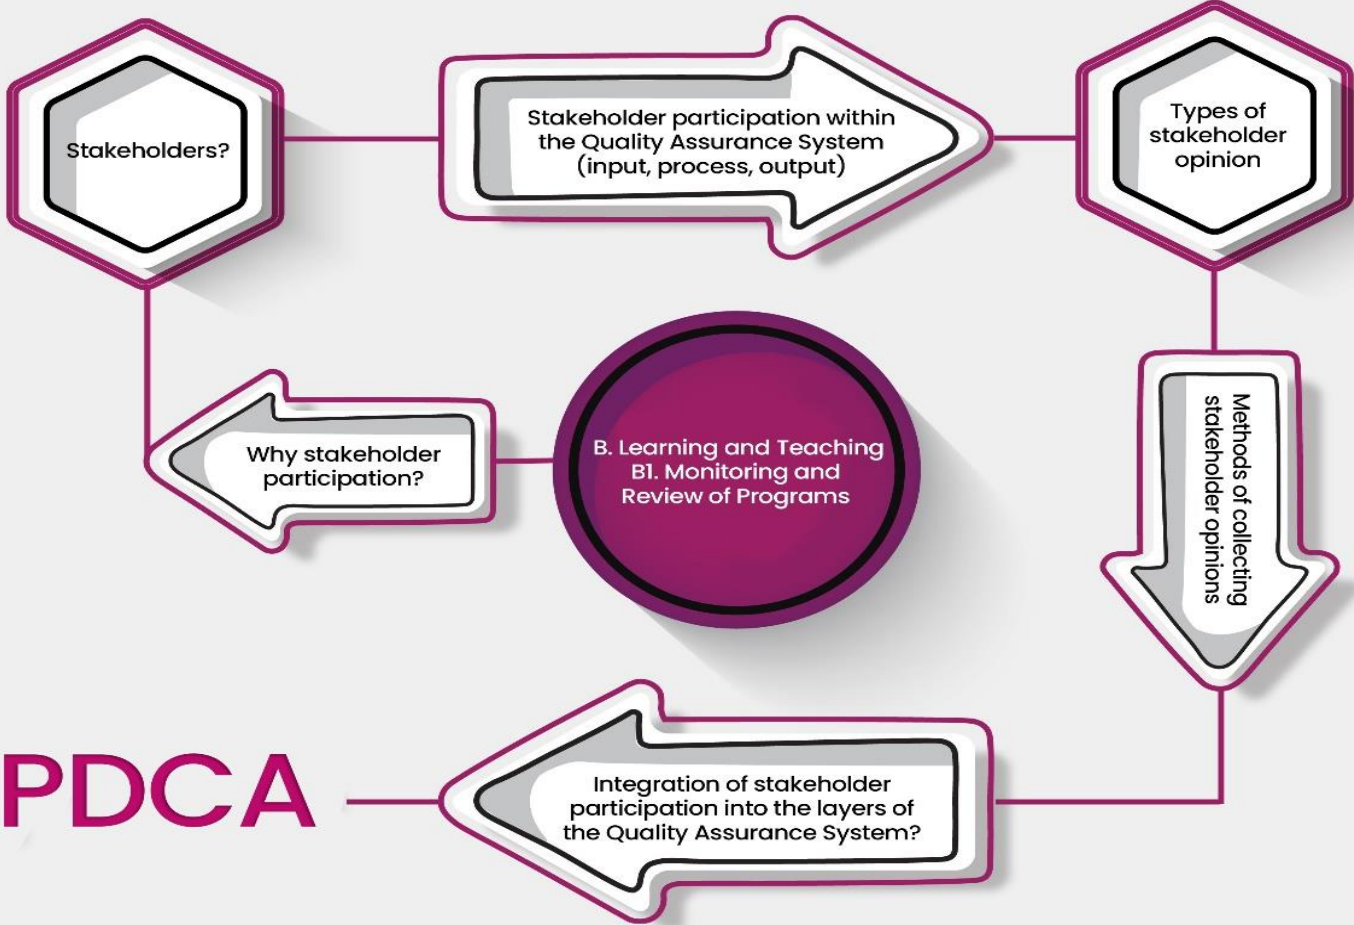 Stakeholders?
Stakeholder participation within
the Quality Assurance System
(input, process, output)
Types of
stakeholder
opinion
Why stakeholder
participation?
B. Learning and Teaching
B1. Monitoring and
Review of Programs
Methods of collecting
stakeholder opinions
PDCA
Integration of stakeholder
participation into the layers of
the Quality Assurance System?